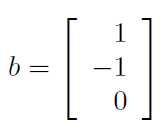 b = [ 1
-1
0 ]